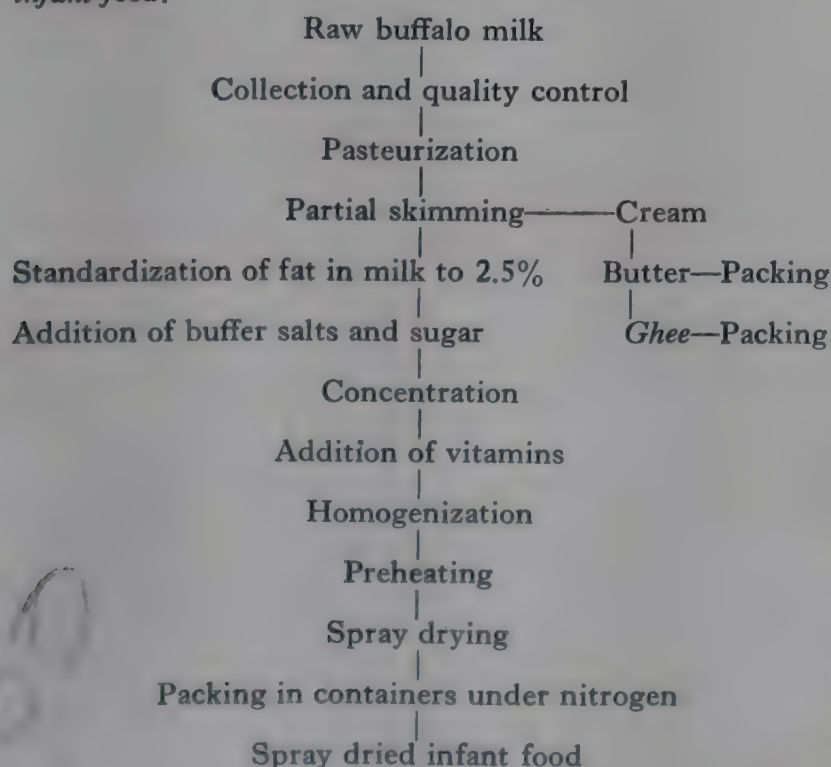 infant food.
Raw buffalo milk
Collection and quality control
Pasteurization
Partial skimming——Cream
Standardization of fat in milk to 2.5% Butter—Packing
Addition of buffer salts and sugar Ghee—Packing
Concentration
Addition of vitamins
Homogenization
Preheating
Spray drying
Packing in containers under nitrogen
Spray dried infant food